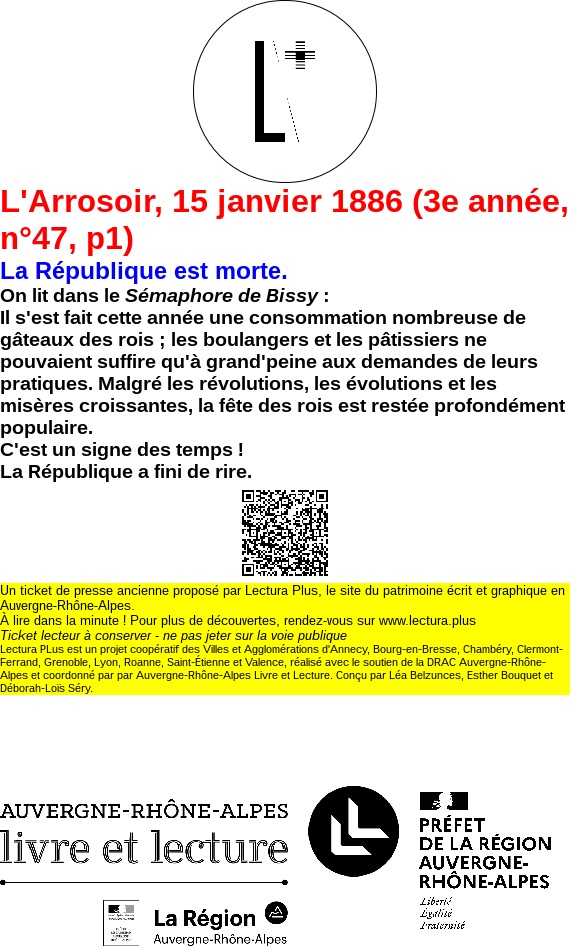 L+
L'Arrosoir, 15 janvier 1886 (3e année,
n°47, p1)
La République est morte.
On lit dans le Sémaphore de Bissy :
Il s'est fait cette année une consommation nombreuse de
gâteaux des rois ; les boulangers et les pâtissiers ne
pouvaient suffire qu'à grand'peine aux demandes de leurs
pratiques. Malgré les révolutions, les évolutions et les
misères croissantes, la fête des rois est restée profondément
populaire.
C'est un signe des temps !
La République a fini de rire.
Un ticket de presse ancienne proposé par Lectura Plus, le site du patrimoine écrit et graphique en
Auvergne-Rhône-Alpes.
À lire dans la minute ! Pour plus de découvertes, rendez-vous sur www.lectura.plus
Ticket lecteur à conserver - ne pas jeter sur la voie publique
Lectura PLus est un projet coopératif des Villes et Agglomérations d'Annecy, Bourg-en-Bresse, Chambéry, Clermont-
Ferrand, Grenoble, Lyon, Roanne, Saint-Étienne et Valence, réalisé avec le soutien de la DRAC Auvergne-Rhône-
Alpes et coordonné par par Auvergne-Rhône-Alpes Livre et Lecture. Conçu par Léa Belzunces, Esther Bouquet et
Déborah-Loïs Séry.
AUVERGNE-RHÔNE-ALPES
livre et lecture
La Région
Auvergne-Rhône-Alpes
PRÉFET
DE LA RÉGION
AUVERGNE-
RHÔNE-ALPES
Liberté
Égalité
Fraternité